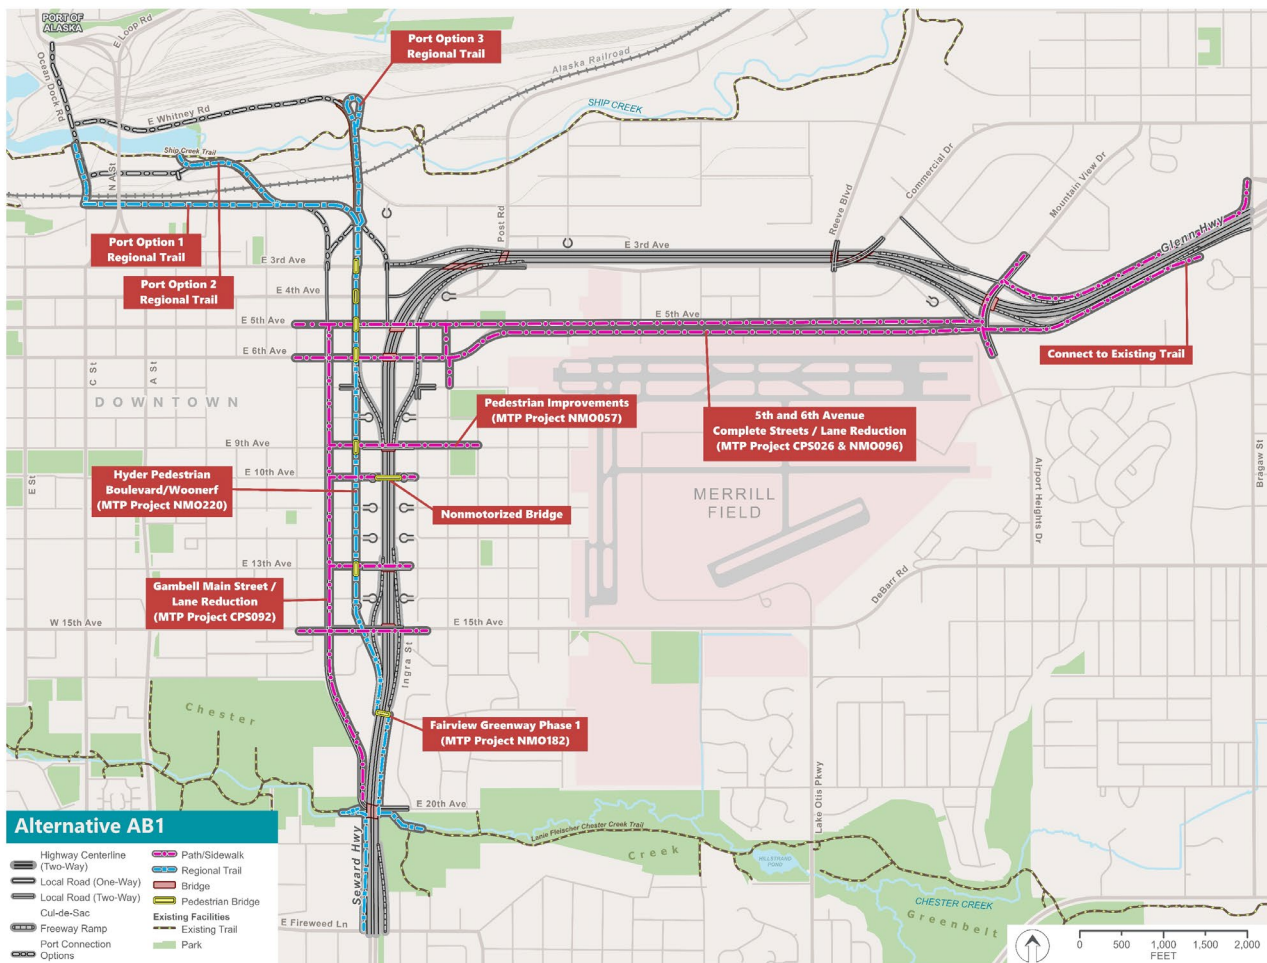 PORT OF
ALASKA
E Loop Rd
Ocean Dock Rd
Port Option 3
Regional Trail
Alaska Railroad
E Whitney Rd
SHIP CREEK
Ship Creek Trail
N A St
Commercial Dr
Mountain View Dr
Reeve Blvd
Post Rd
Glenn Hwy
Port Option 1
Regional Trail
E 3rd Ave
E 3rd Ave
Port Option 2
Regional Trail
E 4th Ave
E 5th Ave
E 5th Ave
E 6th Ave
Connect to Existing Trail
C St
A St
DOWNTOWN
Pedestrian Improvements
(MTP Project NMO057)
5th and 6th Avenue
Complete Streets / Lane Reduction
(MTP Project CPS026 & NMO096)
E 9th Ave
E St
E 10th Ave
Hyder Pedestrian
Boulevard/Woonerf
(MTP Project NMO220)
Nonmotorized Bridge
MERRILL
FIELD
Airport Heights Dr
Bragaw St
E 13th Ave
DeBarr Rd
Gambell Main Street /
Lane Reduction
(MTP Project CPS092)
W 15th Ave
E 15th Ave
Ingra St
Chester
Fairview Greenway Phase 1
(MTP Project NMO182)
Lake Otis Pkwy
E 20th Ave
Lanie Fleischer Chester Creek Trail
Creek
HILLSTRAND
POND
CHESTER CREEK
Greenbelt
Seward Hwy
E Fireweed Ln
Alternative AB1
Highway Centerline
(Two-Way)
Local Road (One-Way)
Local Road (Two-Way)
Cul-de-Sac
Freeway Ramp
Port Connection
Options
Path/Sidewalk
Regional Trail
Bridge
Pedestrian Bridge
Existing Facilities
Existing Trail
Park
0 500 1,000 1,500 2,000
FEET